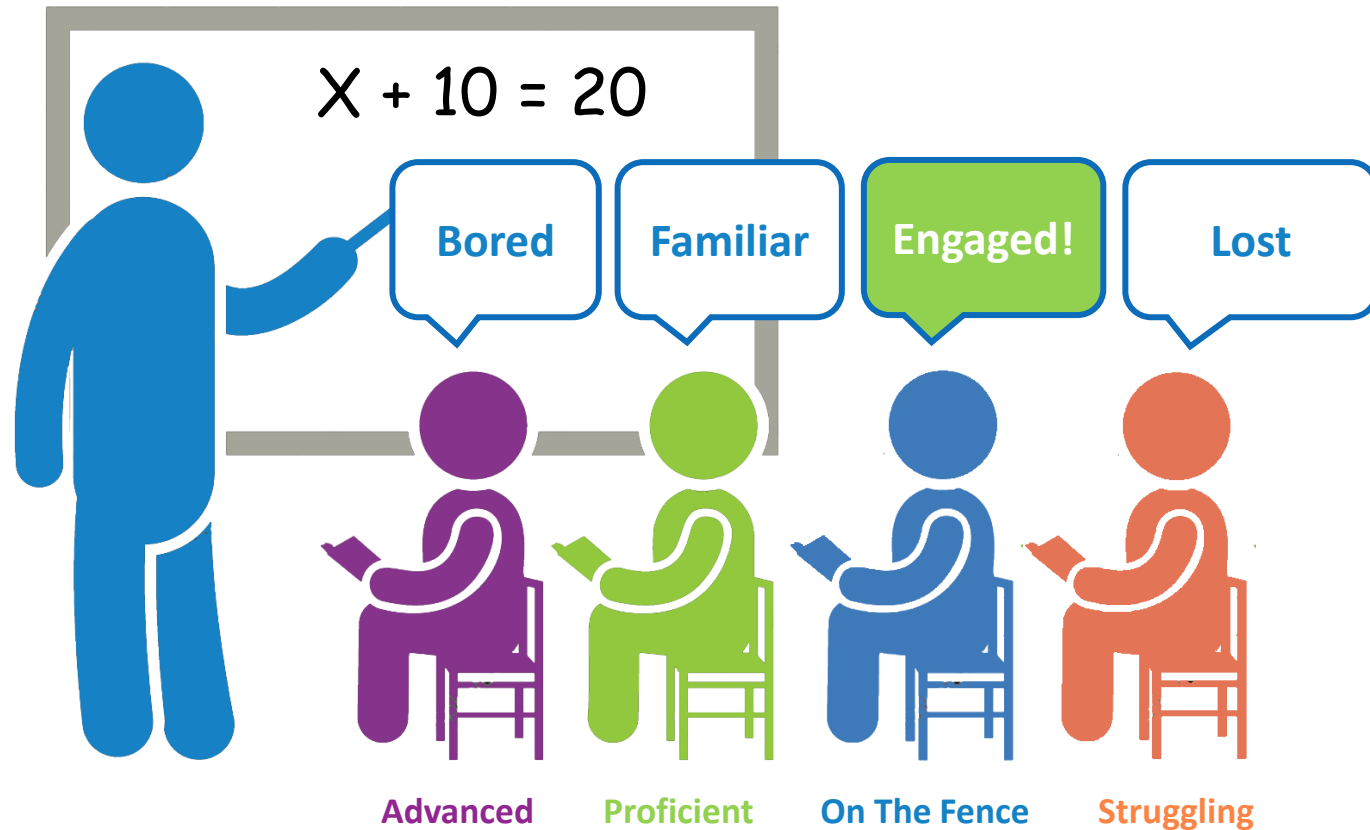 X + 10 = 20
Bored
Familiar
Engaged!
Lost
Advanced
Proficient
On The Fence
Struggling